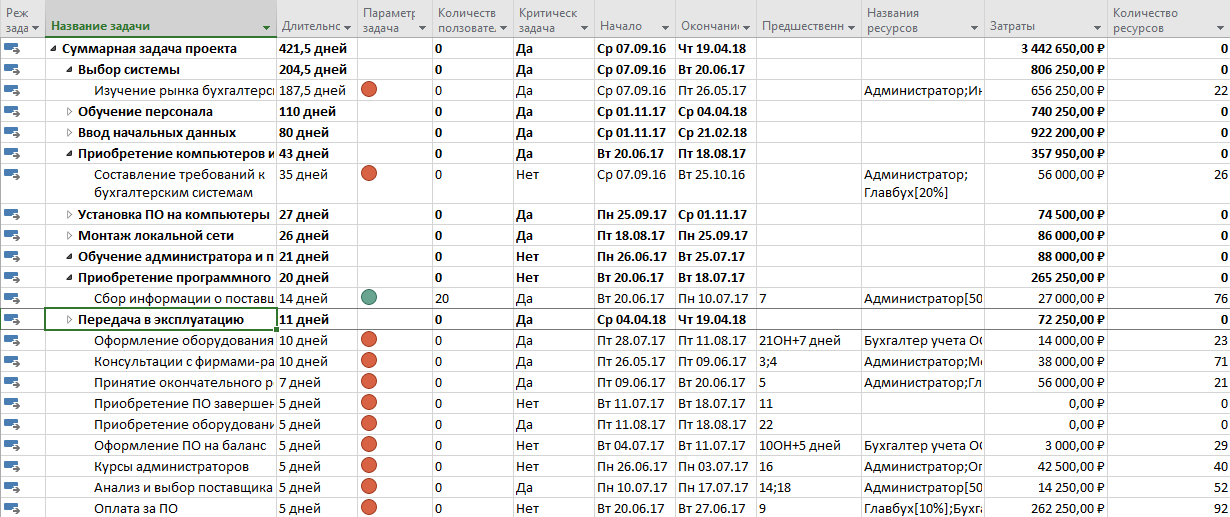 Реж зада Название задачи Длительнс Параметр задача Количеств ползовате. Критическ задача Начало Окончани Предшественн Названия ресурсов Затраты Количество ресурсов
Суммарная задача проекта 421,5 дней 0 Да Ср 07.09.16 Чт 19.04.18 3 442 650,00 ₽ 0
Выбор системы 204,5 дней 0 Да Ср 07.09.16 Вт 20.06.17 806 250,00 ₽ 0
Изучение рынка бухгалтерс 187,5 дней 0 Да Ср 07.09.16 Пт 26.05.17 Администратор;Ин 656 250,00 ₽ 22
Обучение персонала 110 дней 0 Да Ср 01.11.17 Ср 04.04.18 740 250,00 ₽ 0
Ввод начальных данных 80 дней 0 Да Ср 01.11.17 Ср 21.02.18 922 200,00 ₽ 0
Приобретение компьютеров и 43 дней 0 Да Вт 20.06.17 Пт 18.08.17 357 950,00 ₽ 0
Составление требований к 35 дней 0 Нет Ср 07.09.16 Вт 25.10.16 Администратор; 56 000,00 ₽ 26
бухгалтерским системам Главбух[20%]
Установка ПО на компьютеры 27 дней 0 Да Пн 25.09.17 Ср 01.11.17 74 500,00 ₽ 0
Монтаж локальной сети 26 дней 0 Да Пт 18.08.17 Пн 25.09.17 86 000,00 ₽ 0
Обучение администратора и п 21 дней 0 Нет Пн 26.06.17 Вт 25.07.17 88 000,00 ₽ 0
Приобретение программного 20 дней 0 Нет Вт 20.06.17 Вт 18.07.17 265 250,00 ₽ 0
Сбор информации о поставщ 14 дней 20 Да Вт 20.06.17 Пн 10.07.17 7 Администратор[50 27 000,00 ₽ 76
Передача в эксплуатацию 11 дней 0 Да Ср 04.04.18 Чт 19.04.18 72 250,00 ₽ 0
Оформление оборудования 10 дней 0 Да Пт 28.07.17 Пт 11.08.17 21ОН+7 дней Бухгалтер учета ОС 14 000,00 ₽ 23
Консультации с фирмами-ра 10 дней 0 Да Пт 26.05.17 Пт 09.06.17 3;4 Администратор;Ме 38 000,00 ₽ 71
Принятие окончательного р 7 дней 0 Да Пт 09.06.17 Вт 20.06.17 5 Администратор;Гл 56 000,00 ₽ 21
Приобретение ПО завершен 5 дней 0 Нет Вт 11.07.17 Вт 18.07.17 11 0,00 ₽ 0
Приобретение оборудовани 5 дней 0 Да Пт 11.08.17 Пт 18.08.17 22 0,00 ₽ 0
Оформление ПО на баланс 5 дней 0 Нет Вт 04.07.17 Вт 11.07.17 10ОН+5 дней Бухгалтер учета ОС 3 000,00 ₽ 29
Курсы администраторов 5 дней 0 Нет Пн 26.06.17 Пн 03.07.17 16 Администратор;Оп 42 500,00 ₽ 40
Анализ и выбор поставщика 5 дней 0 Да Пн 10.07.17 Пн 17.07.17 14;18 Администратор[50 14 250,00 ₽ 52
Оплата за ПО 5 дней 0 Нет Вт 20.06.17 Вт 27.06.17 9 Главбух[10%];Бухга 262 250,00 ₽ 92